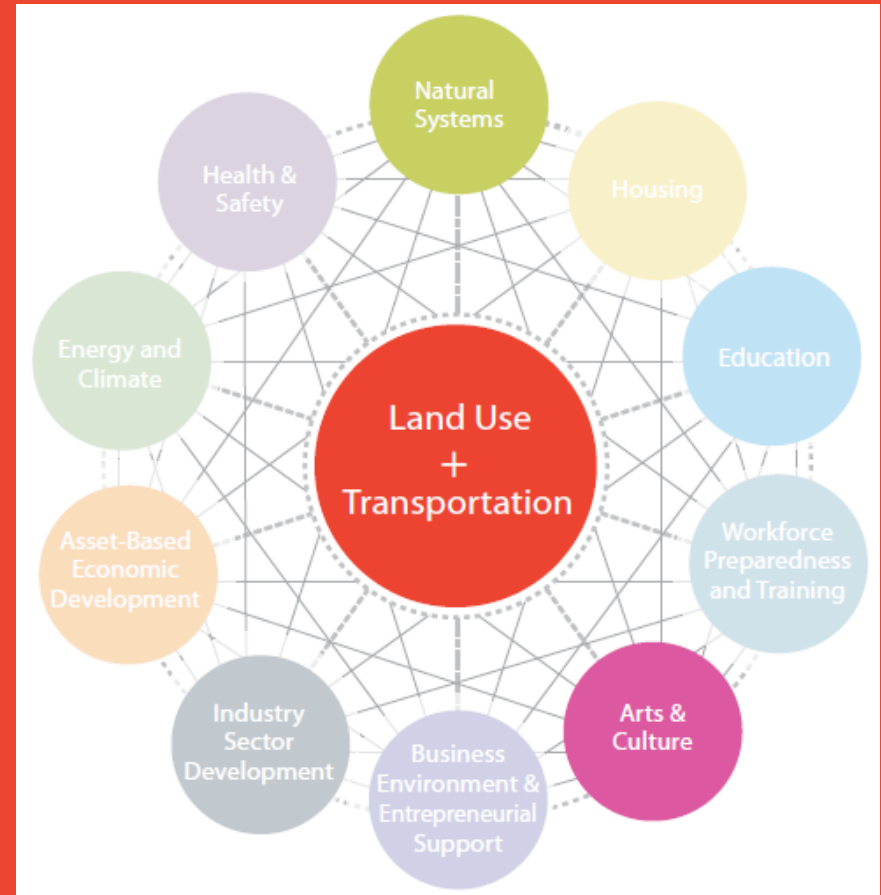 Natural
Systems
Health &
Safety
Housing
Energy and
Climate
Education
Land Use
+
Transportation
Asset-Based
Economic
Development
Workforce
Preparedness
and Training
Industry
Sector
Development
Arts &
Culture
Business
Environment &
Entrepreneurial
Support